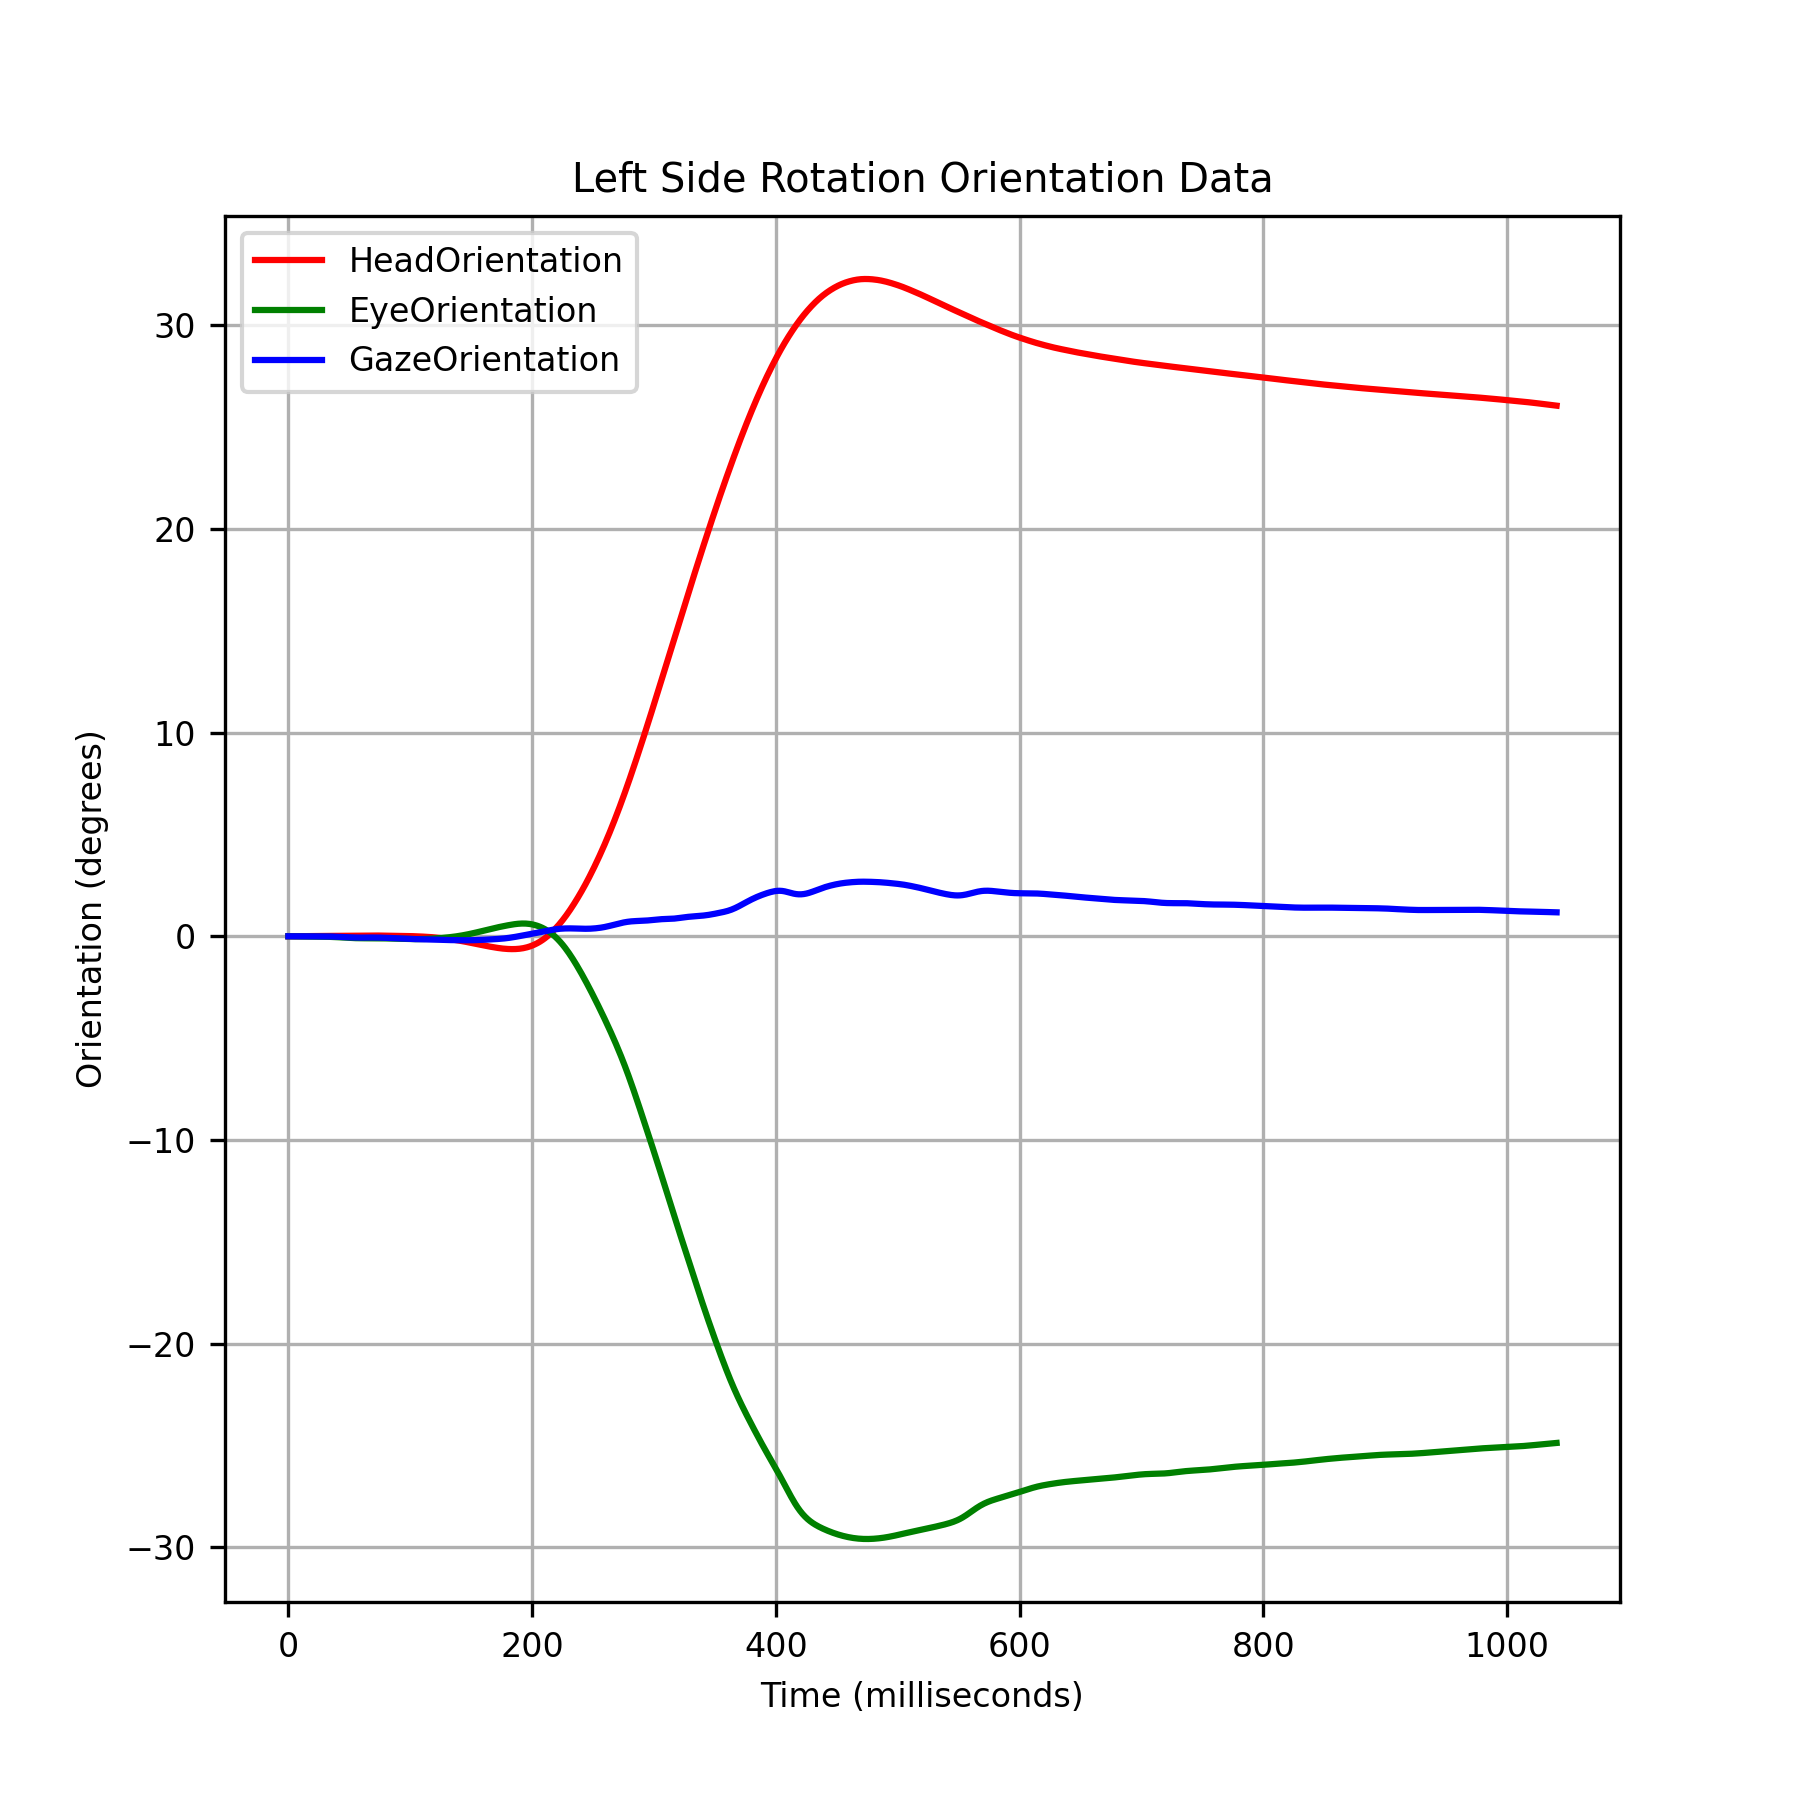 Left Side Rotation Orientation Data
HeadOrientation
EyeOrientation
GazeOrientation
30
20
10
0
−10
−20
−30
Orientation (degrees)
0 200 400 600 800 1000
Time (milliseconds)